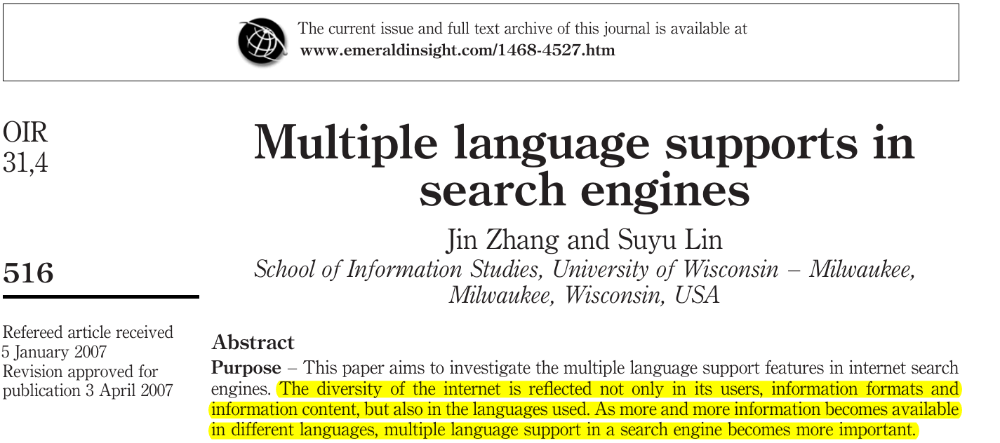 The current issue and full text archive of this journal is available at
www.emeraldinsight.com/1468-4527.htm
OIR
31,4
516
Refereed article received
5 January 2007
Revision approved for
publication 3 April 2007
Multiple language supports in
search engines
Jin Zhang and Suyu Lin
School of Information Studies, University of Wisconsin – Milwaukee,
Milwaukee, Wisconsin, USA
Abstract
Purpose – This paper aims to investigate the multiple language support features in internet search
engines. The diversity of the internet is reflected not only in its users, information formats and
information content, but also in the languages used. As more and more information becomes available
in different languages, multiple language support in a search engine becomes more important.